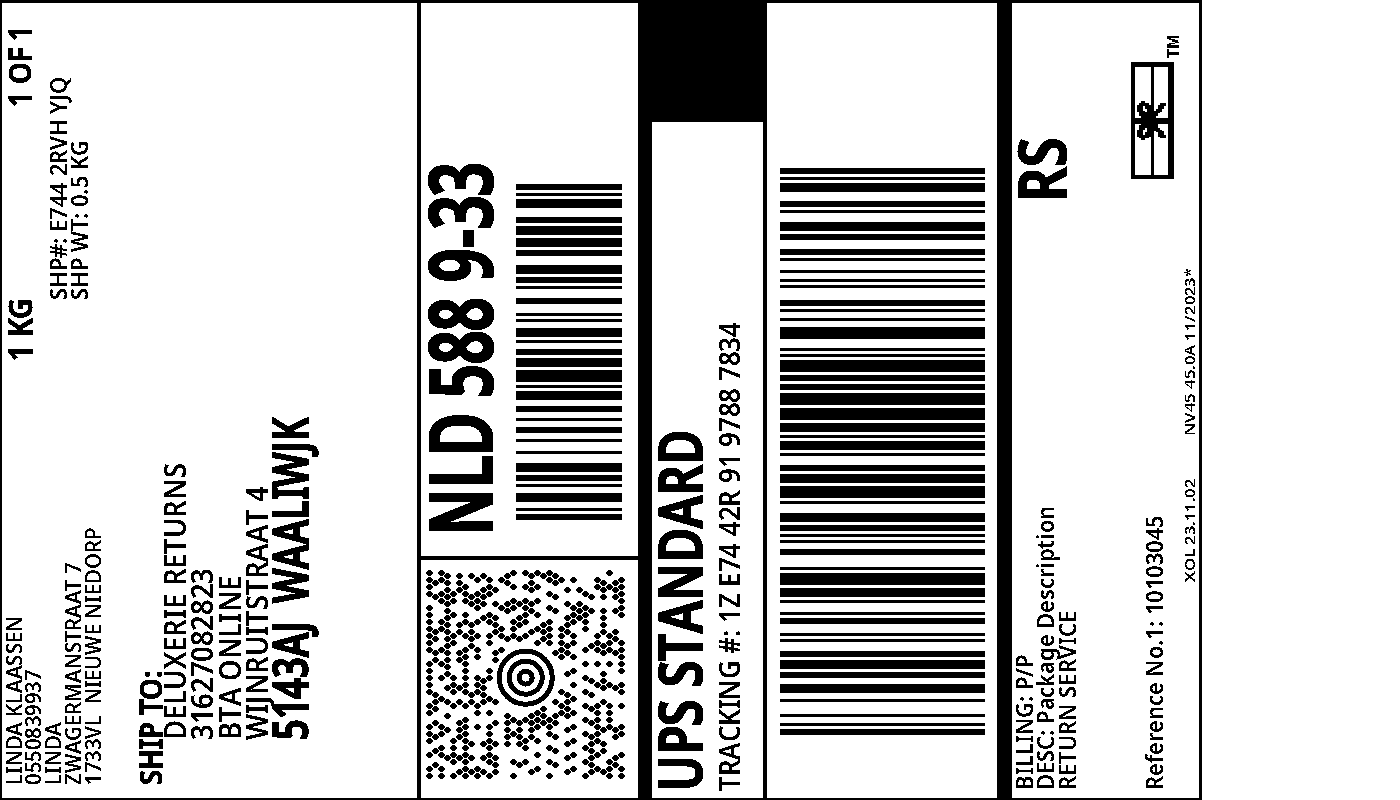 LINDA KLAASSEN
0550839937
LINDA
ZWAGERMANSTRAAT 7
1733VL NIEUWE NIEDORP
1 KG
1 OF 1
SHP#: E744 2RVH YJQ
SHP WT: 0.5 KG
SHIP TO:
DELUXERIE RETURNS
31627082823
BTA ONLINE
WIJNRUITSTRAAT 4
5143AJ WAALIWJK
NLD 588 9-33
UPS STANDARD
TRACKING #: 1Z E74 42R 91 9788 7834
BILLING: P/P
DESC: Package Description
RETURN SERVICE
RS
Reference No.1: 10103045
TM
XOL 23.11.02 NV45 45.0A 11/2023*